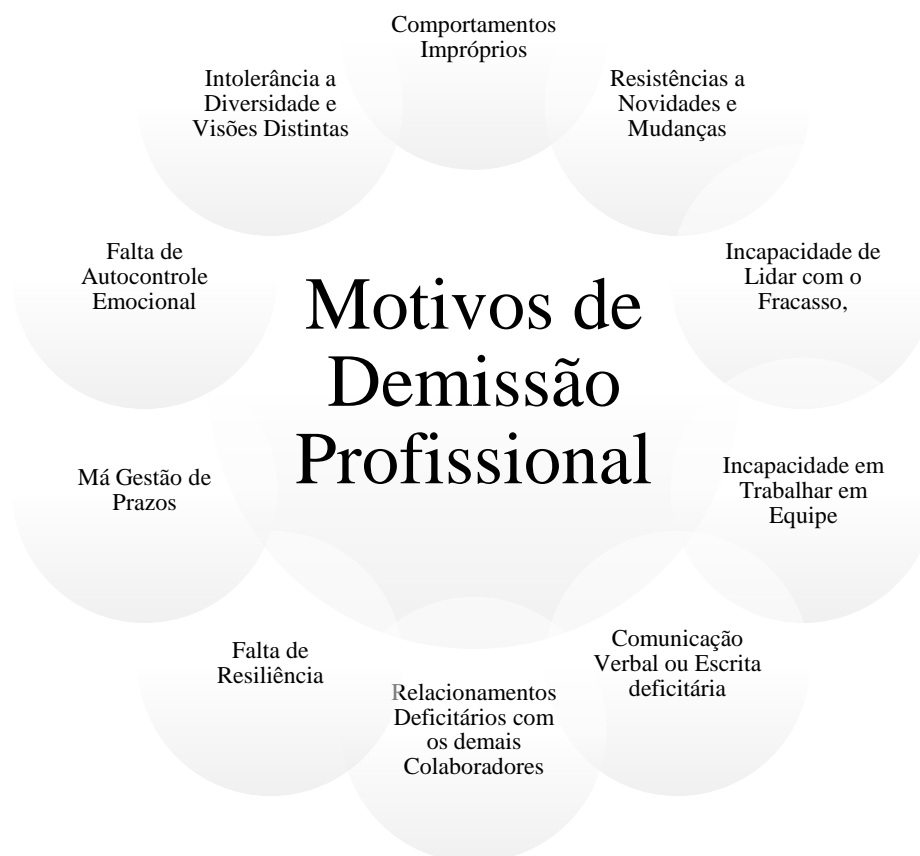 Comportamentos
Impróprios
Resistências a
Novidades e
Mudanças
Incapacidade de
Lidar com o
Fracasso,
Incapacidade em
Trabalhar em
Equipe
Comunicação
Verbal ou Escrita
deficitária
Relacionamentos
Deficitários com
os demais
Colaboradores
Falta de
Resiliência
Má Gestão de
Prazos
Falta de
Autocontrole
Emocional
Intolerância a
Diversidade e
Visões Distintas
Motivos de
Demissão
Profissional